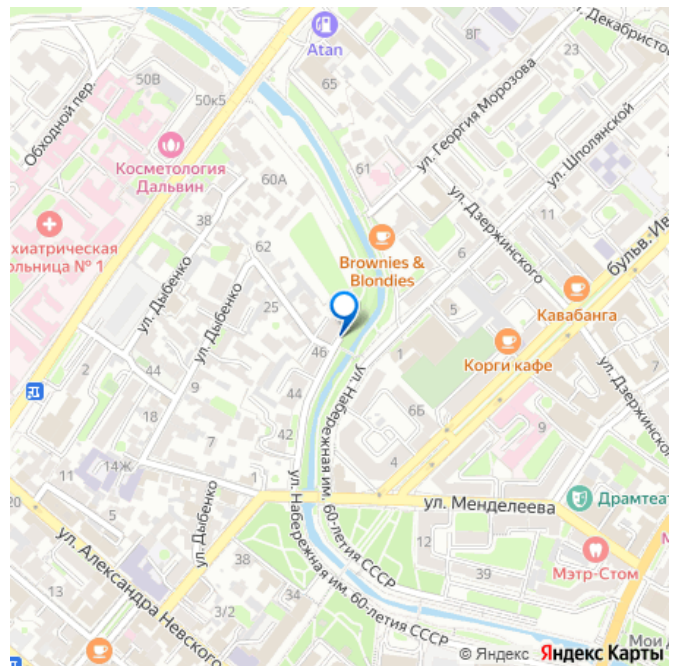 ул. Декабристов
8Г
23
Atan
50В
50к5
65
Обходной пер.
ул. Георгия Морозова
ул. Шполянской
Косметология
Дальвин
60А
61
ул. Дзержинского
11
38
хиатрическая
ольница № 1
62
6
Brownies &
Blondies
бульв. Ив
ул. Дыбенко
ул. Дыбенко
25
5
Кавабанга
46
1
Корги кафе
7
2
44
9
44
ул. Набережная им. 60-летия СССР
ул. Дзержинского
18
6Б
9
42
7
14Ж
4
11
1
20
5
ул. Дыбенко
ул. Набережная им. 60-летия СССР
ул. Менделеева
Драмтеат
ул. Александра Невского
12
Мэтр-Стом
М
34
38
39
3/2
Мои Д
© Яндекс Яндекс Карты